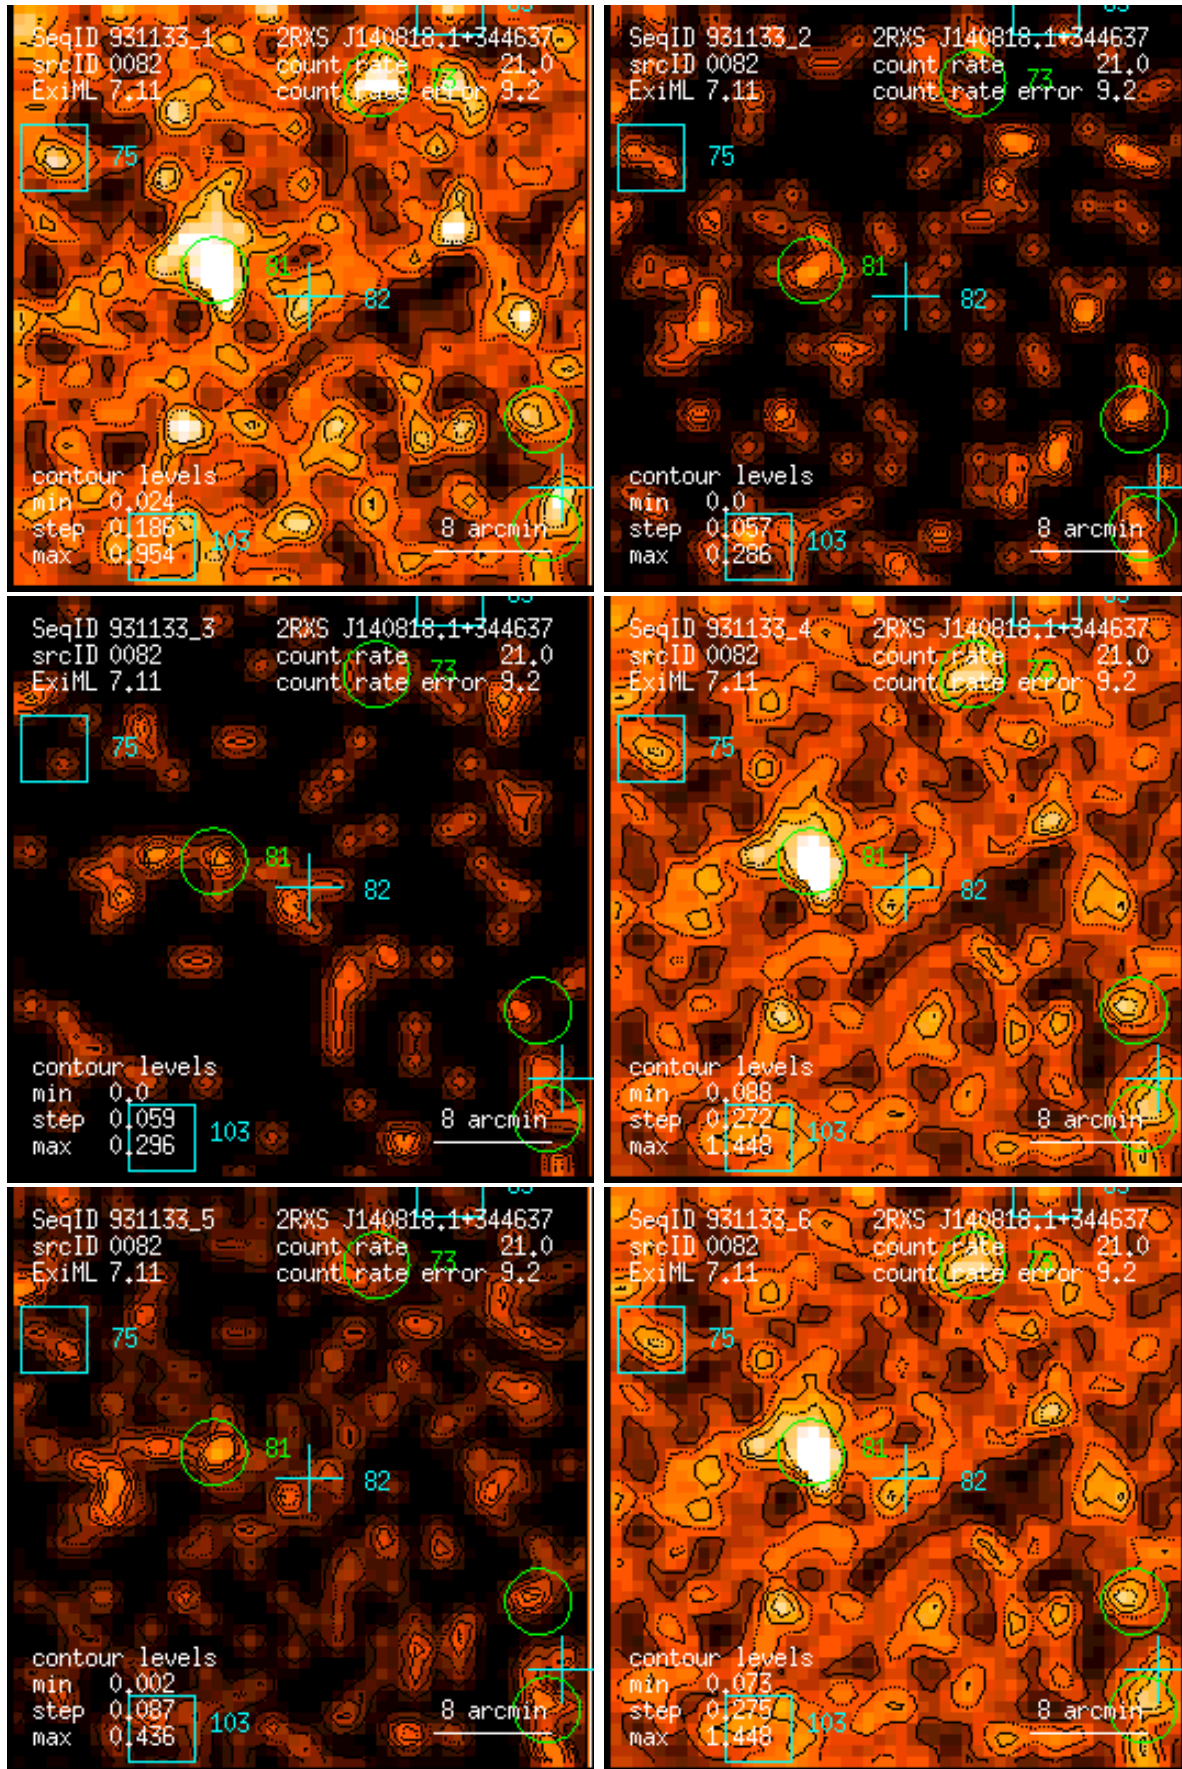 SeqID 931133_1 2RXS J140818.1+344637
srcID 0082 count rate 21.0
ExiML 7.11 count rate error 9.2
73
75
81
82
contour levels
min 0.024
step 0.186
max 0.954
103
8 arcmin
SeqID 931133_2 2RXS J140818.1+344637
srcID 0082 count rate 21.0
ExiML 7.11 count rate error 9.2
73
75
81
82
contour levels
min 0.0
step 0.057
max 0.286
103
8 arcmin
SeqID 931133_3 2RXS J140818.1+344637
srcID 0082 count rate 21.0
ExiML 7.11 count rate error 9.2
73
75
81
82
contour levels
min 0.0
step 0.059
max 0.296
103
8 arcmin
SeqID 931133_4 2RXS J140818.1+344637
srcID 0082 count rate 21.0
ExiML 7.11 count rate error 9.2
73
75
81
82
contour levels
min 0.088
step 0.272
max 1.448
103
8 arcmin
SeqID 931133_5 2RXS J140818.1+344637
srcID 0082 count rate 21.0
ExiML 7.11 count rate error 9.2
73
75
81
82
contour levels
min 0.002
step 0.087
max 0.436
103
8 arcmin
SeqID 931133_6 2RXS J140818.1+344637
srcID 0082 count rate 21.0
ExiML 7.11 count rate error 9.2
73
75
81
82
contour levels
min 0.073
step 0.275
max 1.448
103
8 arcmin